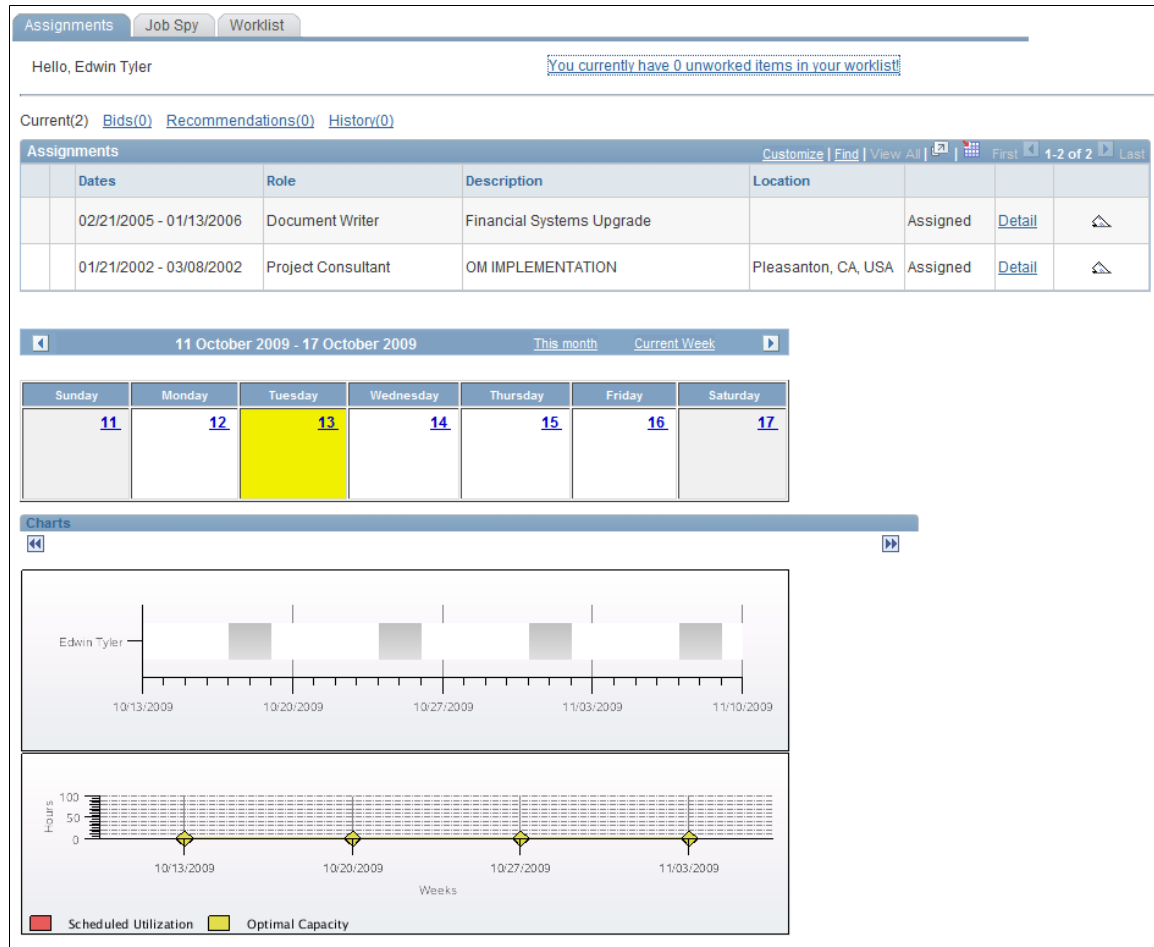 Assignments Job Spy Worklist
Hello, Edwin Tyler You currently have 0 unworked items in your worklist!
Current(2) Bids(0) Recommendations(0) History(0)
Assignments Customize | Find | View All | | First 1-2 of 2 Last
Dates Role Description Location
02/21/2005 - 01/13/2006 Document Writer Financial Systems Upgrade Assigned Detail
01/21/2002 - 03/08/2002 Project Consultant OM IMPLEMENTATION Pleasanton, CA, USA Assigned Detail
11 October 2009 - 17 October 2009 This month Current Week
Sunday Monday Tuesday Wednesday Thursday Friday Saturday
11 12 13 14 15 16 17
Charts
Edwin Tyler
10/13/2009 10/20/2009 10/27/2009 11/03/2009 11/10/2009
Hours
100
50
0
10/13/2009 10/20/2009 10/27/2009 11/03/2009
Weeks
Scheduled Utilization Optimal Capacity